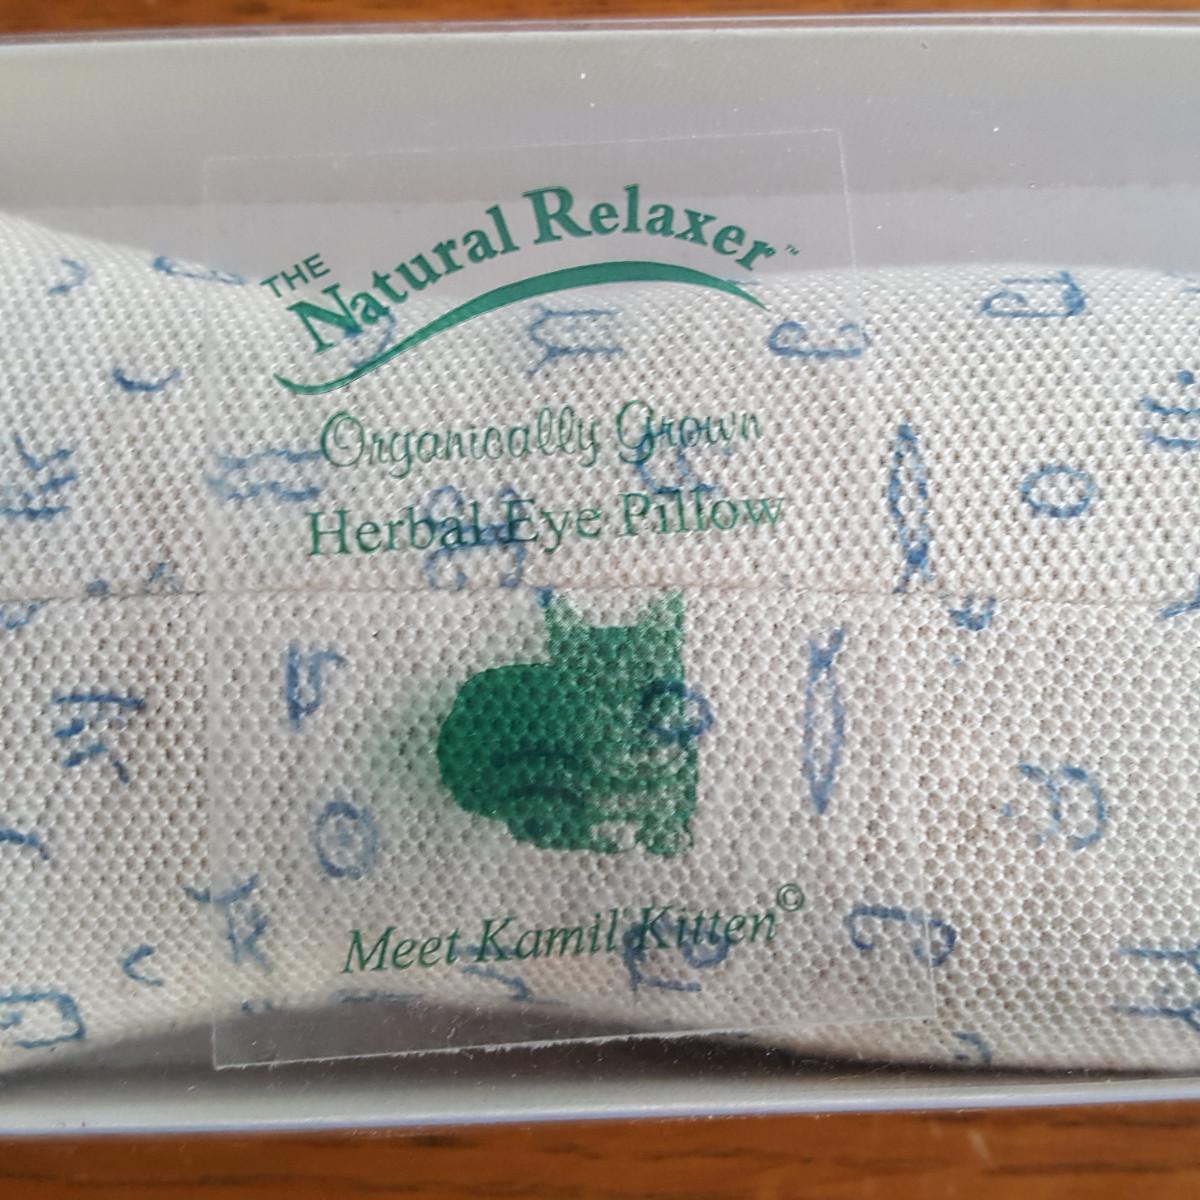 THE
Natural Relaxer™
Organically Grown
Herbal Eye Pillow
Meet Kamil Kitten©